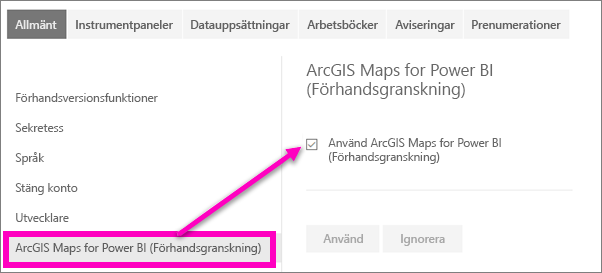 Allmänt Instrumentpaneler Datauppsättningar Arbetsböcker Aviseringar Prenumerationer
Förhandsversionsfunktioner
Sekretess
Språk
Stäng konto
Utvecklare
ArcGIS Maps for Power BI (Förhandsgranskning)
ArcGIS Maps for Power BI
(Förhandsgranskning)
Använd ArcGIS Maps for Power BI
(Förhandsgranskning)
Använd Ignorera